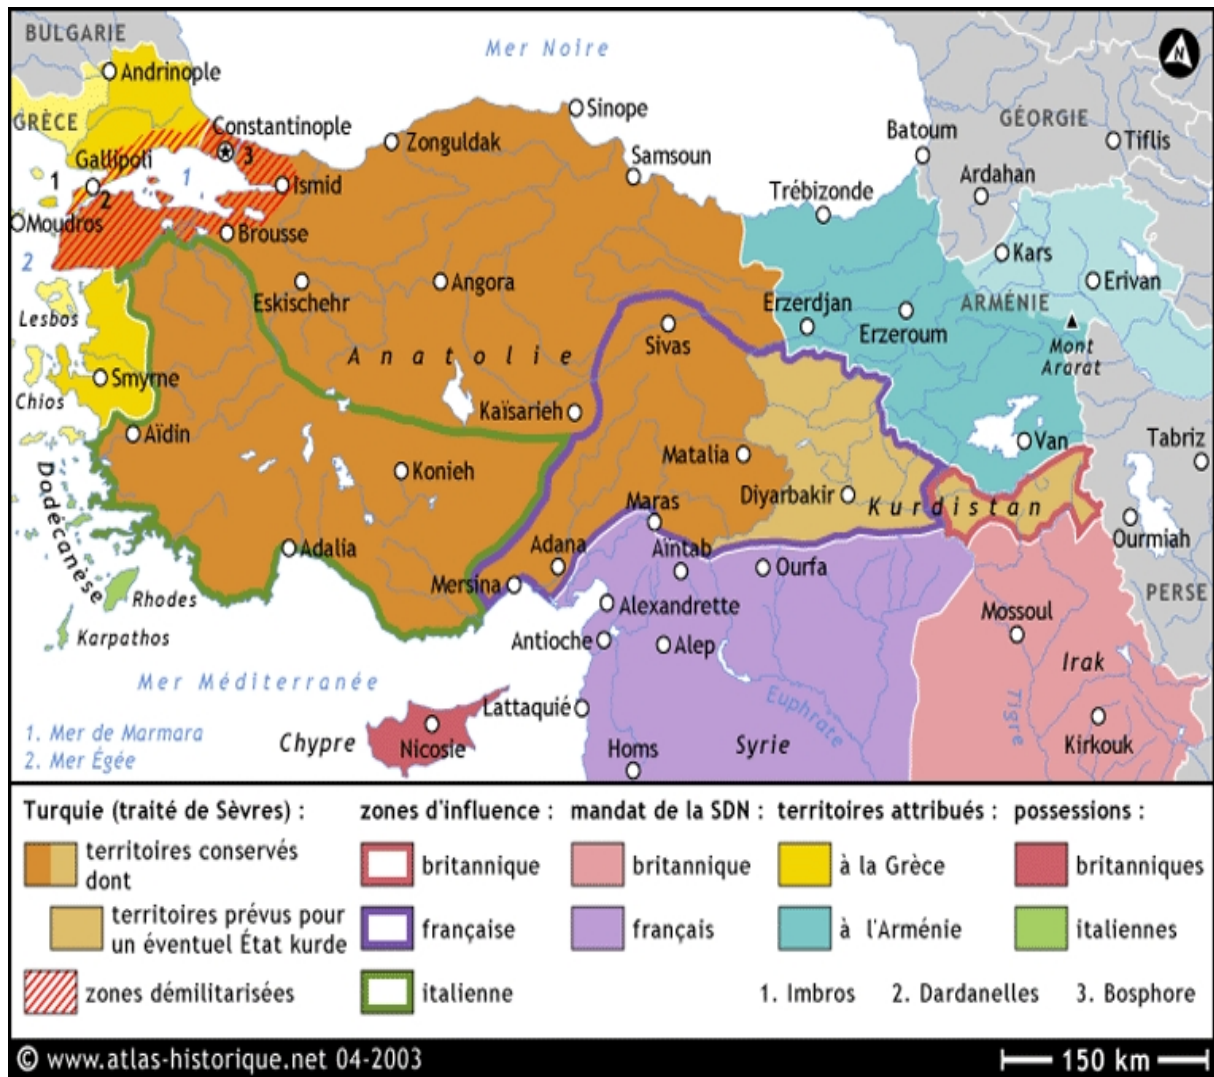 BULGARIE
Mer Noire
N
Andrinople
GRÈCE
Constantinople
Sinope
Zonguldak
GÉORGIE
Batoum
Tiflis
Gallipoli
3
Samsoun
Ardahan
1
1
Ismid
Trébizonde
2
Moudros
Brousse
Kars
2
Eskischehr
Angora
Erzerdjan
ARMÉNIE
Erivan
Lesbos
Erzeroum
Sivas
Mont
Ararat
Anatolie
Smyrne
Chios
Kaïsarieh
Aïdin
Van
Tabriz
Matalia
Konieh
Diyarbakir
Kurdistan
Dadécanèse
Maras
Adalia
Adana
Aïntab
Ourmiah
Ourfa
Mersina
PERSE
Rhodes
Alexandrette
Mossoul
Karpathos
Antioche
Alep
Irak
Mer Méditerranée
Lattaquié
Euphrate
Tigre
1. Mer de Marmara
2. Mer Égée
Chypre
Nicosie
Homs
Syrie
Kirkouk
Turquie (traité de Sèvres) :
territoires conservés
dont
territoires prévus pour
un éventuel État kurde
zones démilitarisées
zones d'influence :
britannique
française
italienne
mandat de la SDN :
britannique
français
territoires attribués :
à la Grèce
à l'Arménie
possessions :
britanniques
italiennes
1. Imbros 2. Dardanelles 3. Bosphore
© www.atlas-historique.net 04-2003
150 km